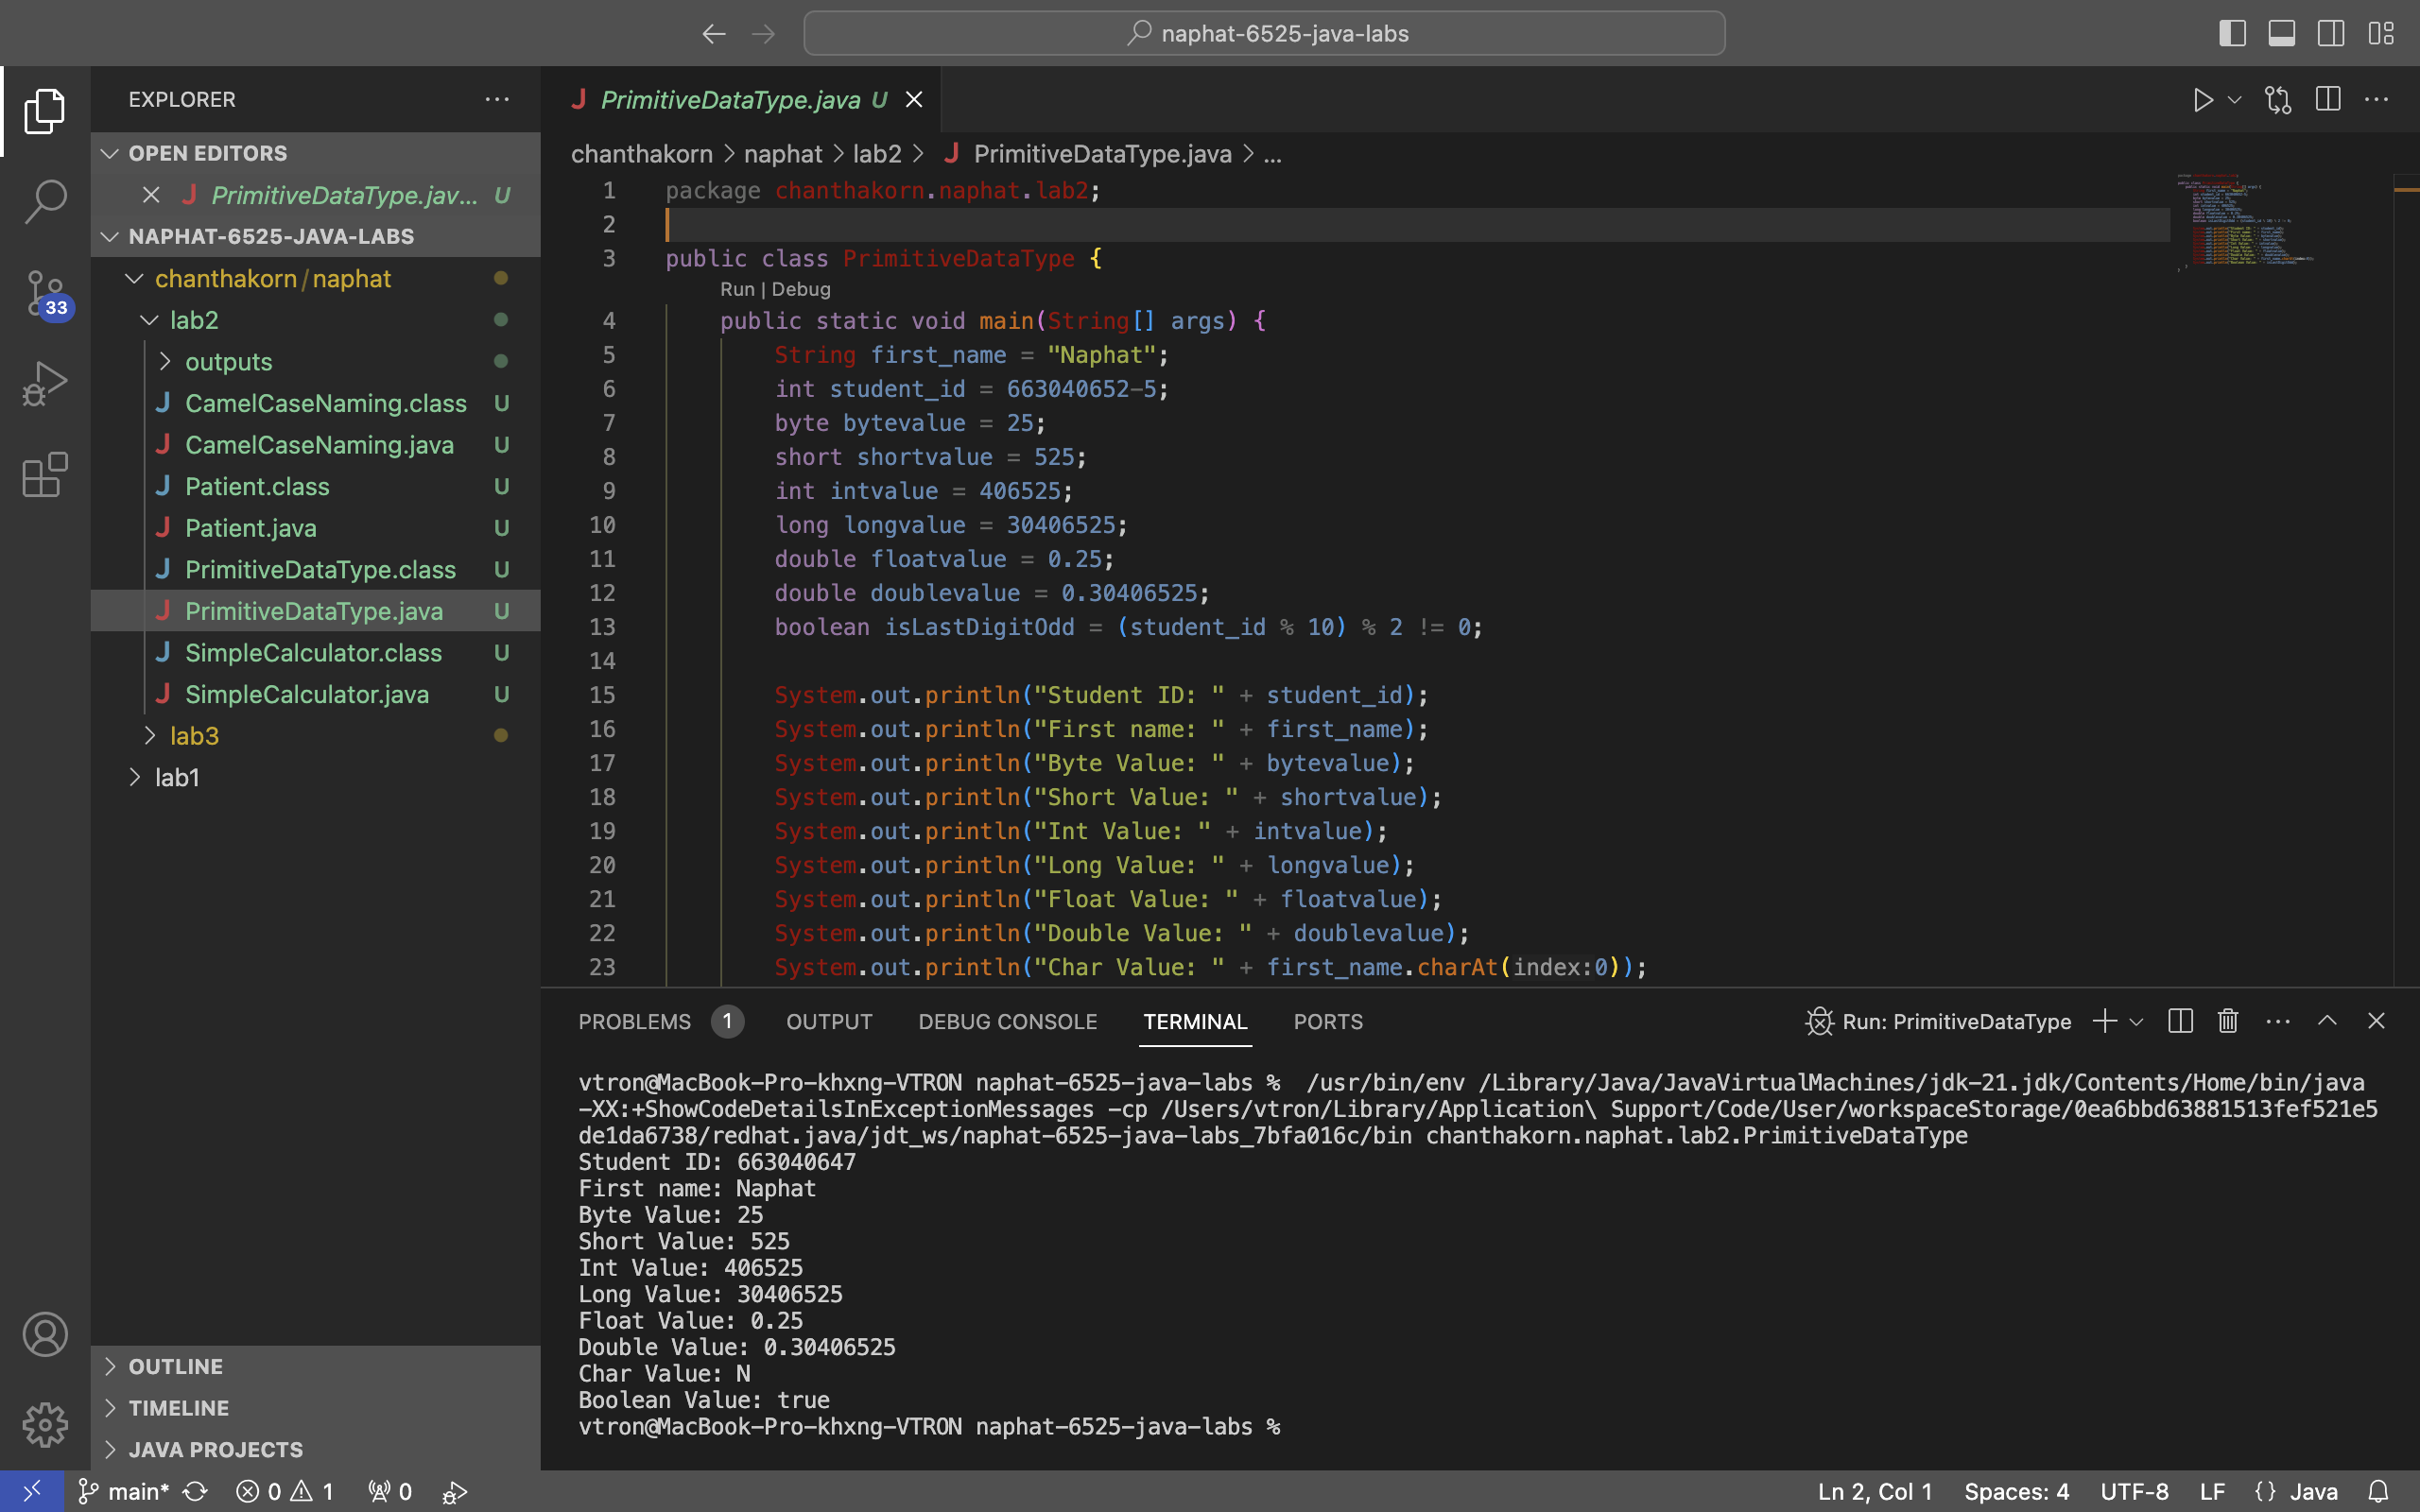 naphat-6525-java-labs
EXPLORER
OPEN EDITORS
PrimitiveDataType.jav... U
NAPHAT-6525-JAVA-LABS
chanthakorn/naphat
lab2
outputs
CamelCaseNaming.class U
CamelCaseNaming.java U
Patient.class U
Patient.java U
PrimitiveDataType.class U
PrimitiveDataType.java U
SimpleCalculator.class U
SimpleCalculator.java U
lab3
lab1
33
OUTLINE
TIMELINE
JAVA PROJECTS
PrimitiveDataType.java U
chanthakorn > naphat > lab2 > PrimitiveDataType.java > ...
1 package chanthakorn.naphat.lab2;
2
3 public class PrimitiveDataType {
Run | Debug
4 public static void main(String[] args) {
5 String first_name = "Naphat";
6 int student_id = 663040652-5;
7 byte bytevalue = 25;
8 short shortvalue = 525;
9 int intvalue = 406525;
10 long longvalue = 30406525;
11 double floatvalue = 0.25;
12 double doublevalue = 0.30406525;
13 boolean isLastDigitOdd = (student_id % 10) % 2 != 0;
14
15 System.out.println("Student ID: " + student_id);
16 System.out.println("First name: " + first_name);
17 System.out.println("Byte Value: " + bytevalue);
18 System.out.println("Short Value: " + shortvalue);
19 System.out.println("Int Value: " + intvalue);
20 System.out.println("Long Value: " + longvalue);
21 System.out.println("Float Value: " + floatvalue);
22 System.out.println("Double Value: " + doublevalue);
23 System.out.println("Char Value: " + first_name.charAt(index:0));
PROBLEMS 1 OUTPUT DEBUG CONSOLE TERMINAL PORTS Run: PrimitiveDataType
vtron@MacBook-Pro-khxng-VTRON naphat-6525-java-labs % /usr/bin/env /Library/Java/JavaVirtualMachines/jdk-21.jdk/Contents/Home/bin/java
-XX:+ShowCodeDetailsInExceptionMessages -cp /Users/vtron/Library/Application\ Support/Code/User/workspaceStorage/0ea6bbd63881513fef521e5
de1da6738/redhat.java/jdt_ws/naphat-6525-java-labs_7bfa016c/bin chanthakorn.naphat.lab2.PrimitiveDataType
Student ID: 663040647
First name: Naphat
Byte Value: 25
Short Value: 525
Int Value: 406525
Long Value: 30406525
Float Value: 0.25
Double Value: 0.30406525
Char Value: N
Boolean Value: true
vtron@MacBook-Pro-khxng-VTRON naphat-6525-java-labs %
main* 0 1 0 Ln 2, Col 1 Spaces: 4 UTF-8 LF {} Java